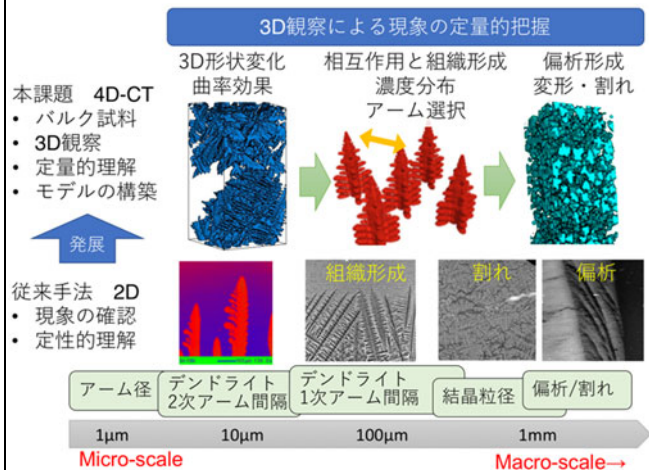 3D観察による現象の定量的把握
3D形状変化
曲率効果
相互作用と組織形成
濃度分布
アーム選択
偏析形成
変形・割れ
本課題 4D-CT
• バルク試料
• 3D観察
• 定量的理解
• モデルの構築
発展
従来手法 2D
• 現象の確認
• 定性的理解
組織形成
割れ
偏析
アーム径
デンドライト
2次アーム間隔
デンドライト
1次アーム間隔
結晶粒径
偏析/割れ
1μm
10μm
100μm
1mm
Micro-scale
Macro-scale→